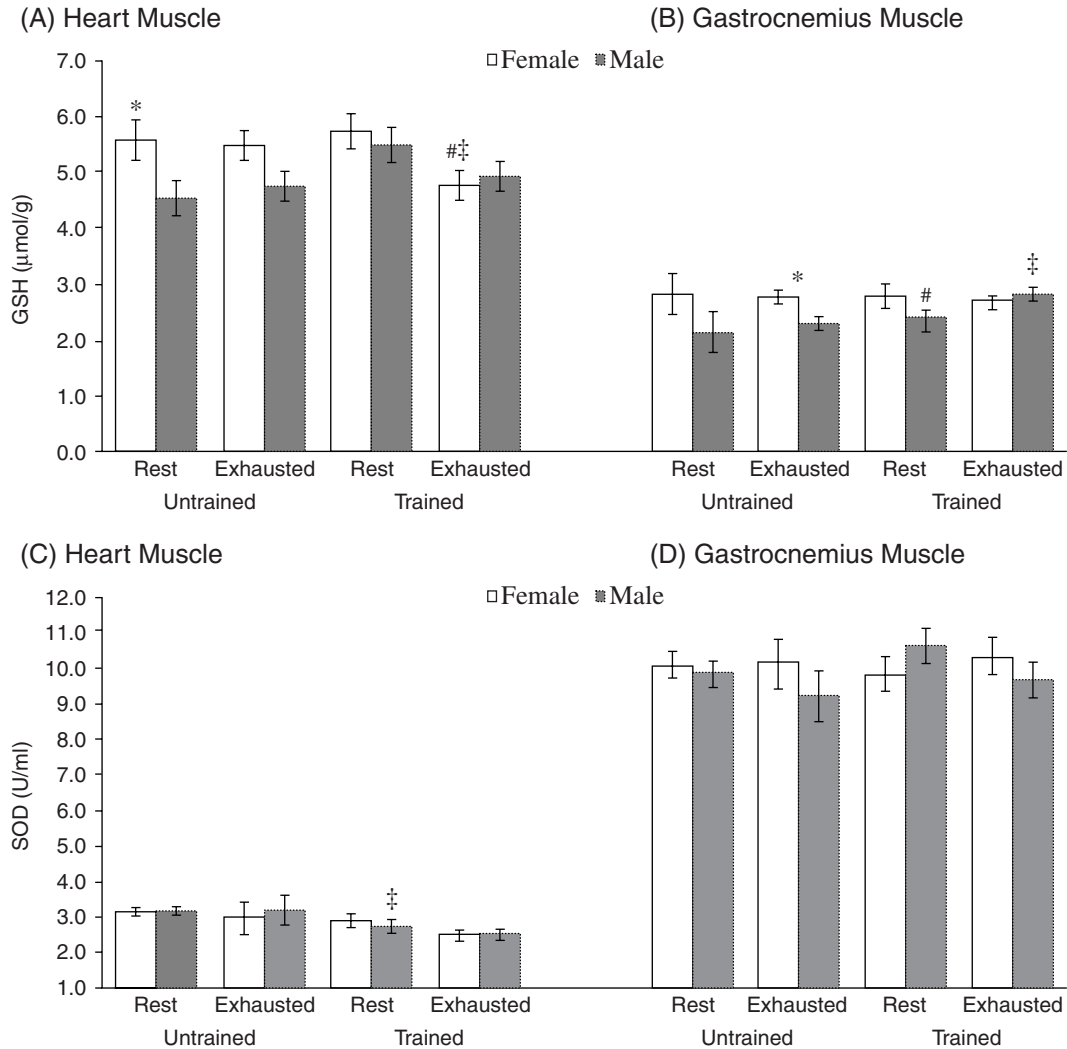 (A) Heart Muscle
(B) Gastrocnemius Muscle
Female Male
7.0
6.0
5.0
4.0
3.0
2.0
1.0
0.0
GSH (μmol/g)
*
#‡
*
#
‡
Rest Exhausted Rest Exhausted
Untrained Trained
Rest Exhausted Rest Exhausted
Untrained Trained
(C) Heart Muscle
(D) Gastrocnemius Muscle
Female Male
12.0
11.0
10.0
9.0
8.0
7.0
6.0
5.0
4.0
3.0
2.0
1.0
SOD (U/ml)
‡
Rest Exhausted Rest Exhausted
Untrained Trained
Rest Exhausted Rest Exhausted
Untrained Trained